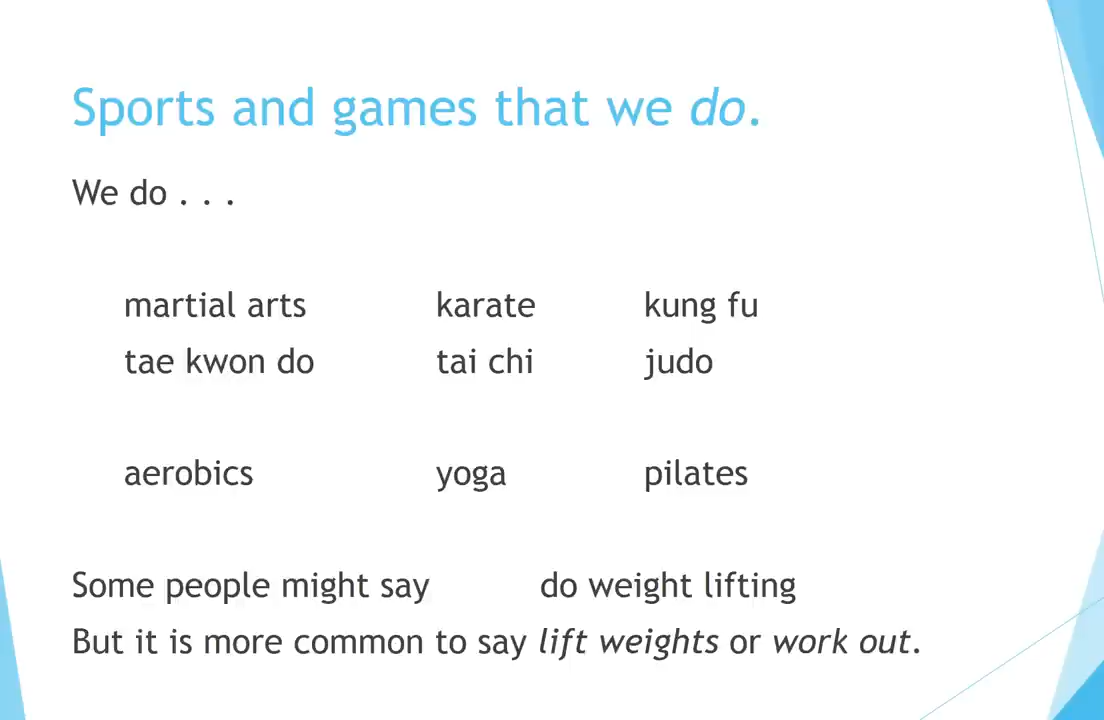 Sports and games that we do.
We do . . .
martial arts karate kung fu
tae kwon do tai chi judo
aerobics yoga pilates
Some people might say do weight lifting
But it is more common to say lift weights or work out.